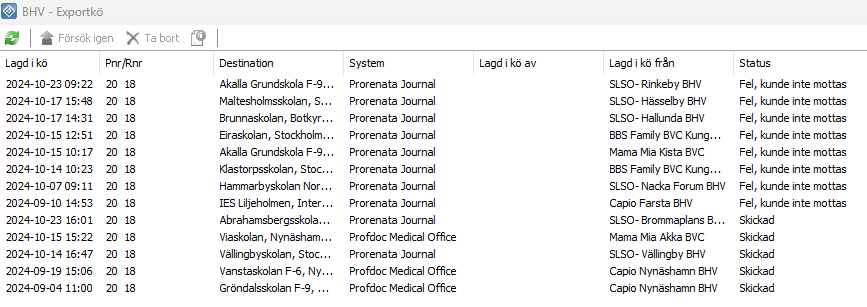 BHV - Exportkö
Försök igen Ta bort
Lagd i kö Pnr/Rnr Destination System Lagd i kö av Lagd i kö från Status
2024-10-23 09:22 20 18 Akalla Grundskola F-9... Prorenata Journal SLSO- Rinkeby BHV Fel, kunde inte mottas
2024-10-17 15:48 20 18 Maltesholmsskolan, S... Prorenata Journal SLSO- Hässelby BHV Fel, kunde inte mottas
2024-10-17 14:31 20 18 Brunnaskolan, Botkyr... Prorenata Journal SLSO- Hallunda BHV Fel, kunde inte mottas
2024-10-15 12:51 20 18 Eiraskolan, Stockholm... Prorenata Journal BBS Family BVC Kung... Fel, kunde inte mottas
2024-10-15 10:17 20 18 Akalla Grundskola F-9... Prorenata Journal Mama Mia Kista BVC Fel, kunde inte mottas
2024-10-14 10:23 20 18 Klastorpsskolan, Stoc... Prorenata Journal BBS Family BVC Kung... Fel, kunde inte mottas
2024-10-07 09:11 20 18 Hammarbyskolan Nor... Prorenata Journal SLSO- Nacka Forum BHV Fel, kunde inte mottas
2024-09-10 14:53 20 18 IES Liljeholmen, Inter... Prorenata Journal Capio Farsta BHV Fel, kunde inte mottas
2024-10-23 16:01 20 18 Abrahamsbergsskola... Prorenata Journal SLSO- Brommaplans B... Skickad
2024-10-15 15:22 20 18 Viaskolan, Nynäsham... Profdoc Medical Office Mama Mia Akka BVC Skickad
2024-10-14 16:47 20 18 Vällingbyskolan, Stoc... Prorenata Journal SLSO- Vällingby BHV Skickad
2024-09-19 15:06 20 18 Vanstaskolan F-6, Ny... Profdoc Medical Office Capio Nynäshamn BHV Skickad
2024-09-04 11:00 20 18 Gröndalsskolan F-9, ... Profdoc Medical Office Capio Nynäshamn BHV Skickad